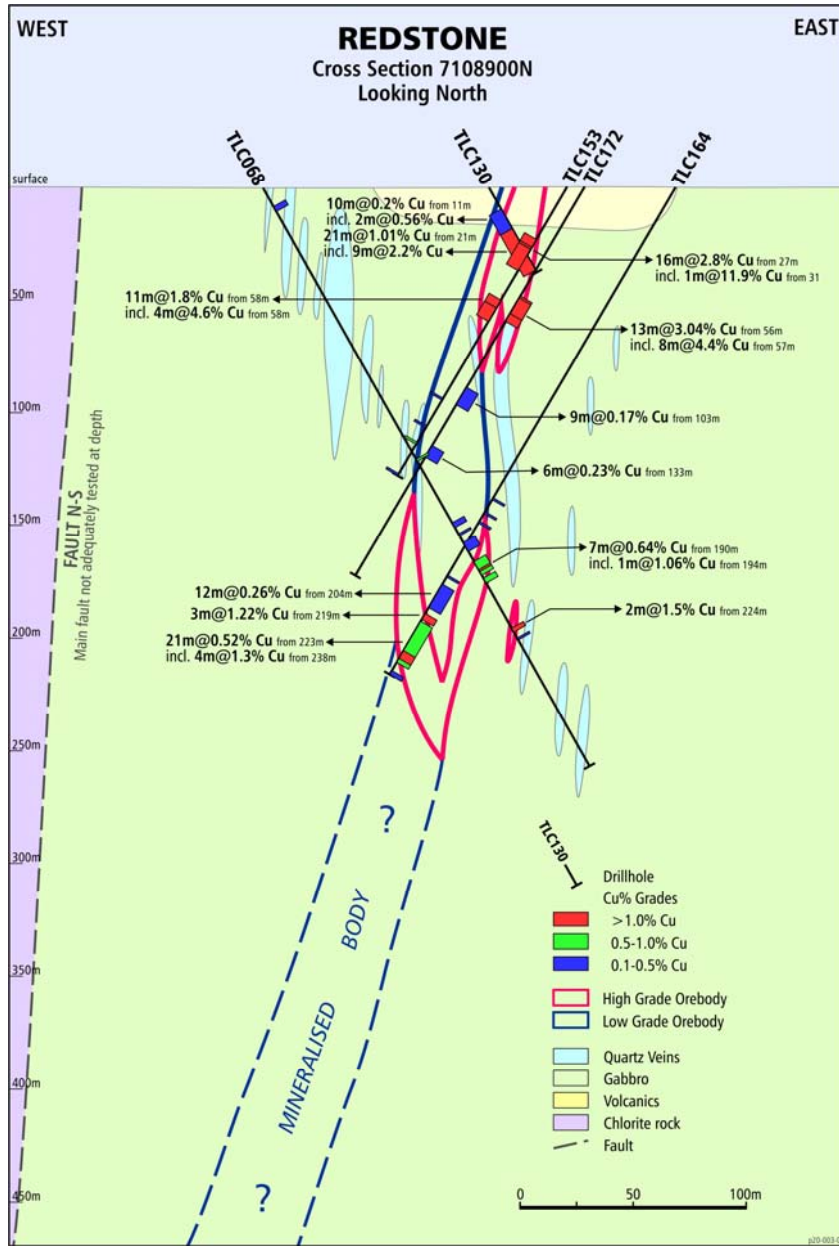 WEST
EAST
REDSTONE
Cross Section 7108900N
Looking North
TLC068
TLC130
TLC153
TLC172
TLC164
surface
10m@0.2% Cu from 11m
incl. 2m@0.56% Cu
21m@1.01% Cu from 21m
incl. 9m@2.2% Cu
16m@2.8% Cu from 27m
incl. 1m@11.9% Cu from 31
50m
11m@1.8% Cu from 58m
incl. 4m@4.6% Cu from 58m
13m@3.04% Cu from 56m
incl. 8m@4.4% Cu from 57m
100m
9m@0.17% Cu from 103m
6m@0.23% Cu from 133m
FAULT N-S
Main fault not adequately tested at depth
150m
7m@0.64% Cu from 190m
incl. 1m@1.06% Cu from 194m
12m@0.26% Cu from 204m
3m@1.22% Cu from 219m
2m@1.5% Cu from 224m
200m
21m@0.52% Cu from 223m
incl. 4m@1.3% Cu from 238m
250m
?
300m
350m
400m
450m
MINERALISED BODY
?
TLC130
Drillhole
Cu% Grades
>1.0% Cu
0.5-1.0% Cu
0.1-0.5% Cu
High Grade Orebody
Low Grade Orebody
Quartz Veins
Gabbro
Volcanics
Chlorite rock
Fault
0 50 100m